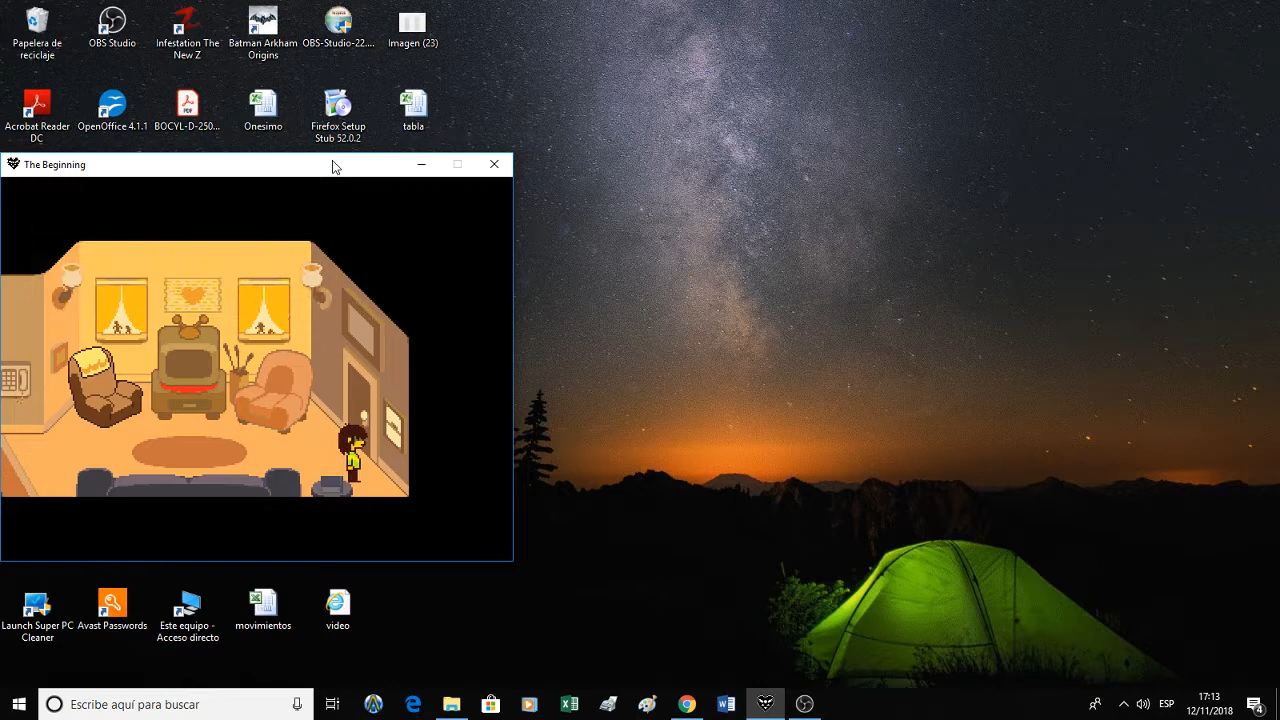 Papelera de
reciclaje
OBS Studio
Infestation The
New Z
Batman Arkham
Origins
OBS-Studio-22....
Imagen (23)
Acrobat Reader
DC
OpenOffice 4.1.1
BOCYL-D-250...
Onesimo
Firefox Setup
Stub 52.0.2
tabla
The Beginning
Launch Super PC
Cleaner
Avast Passwords
Este equipo -
Acceso directo
movimientos
video
Escribe aquí para buscar
ESP
17:13
12/11/2018
4